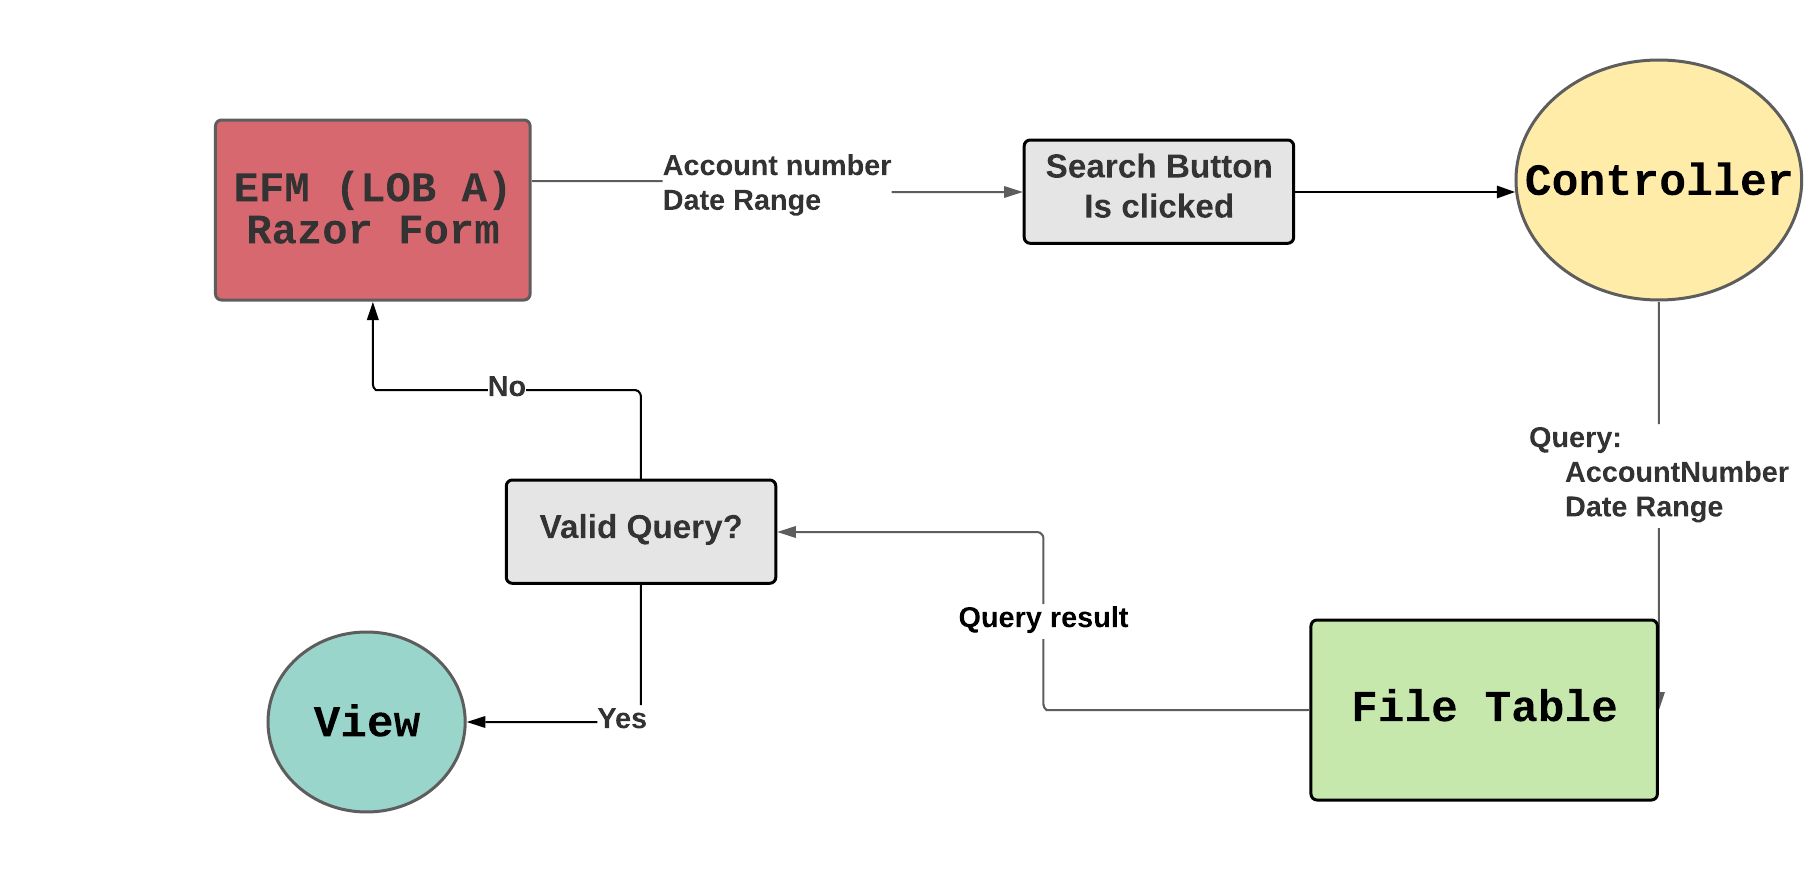 EFM (LOB A)
Razor Form
Account number
Date Range
Search Button
Is clicked
Controller
Query:
AccountNumber
Date Range
File Table
Query result
Valid Query?
No
Yes
View